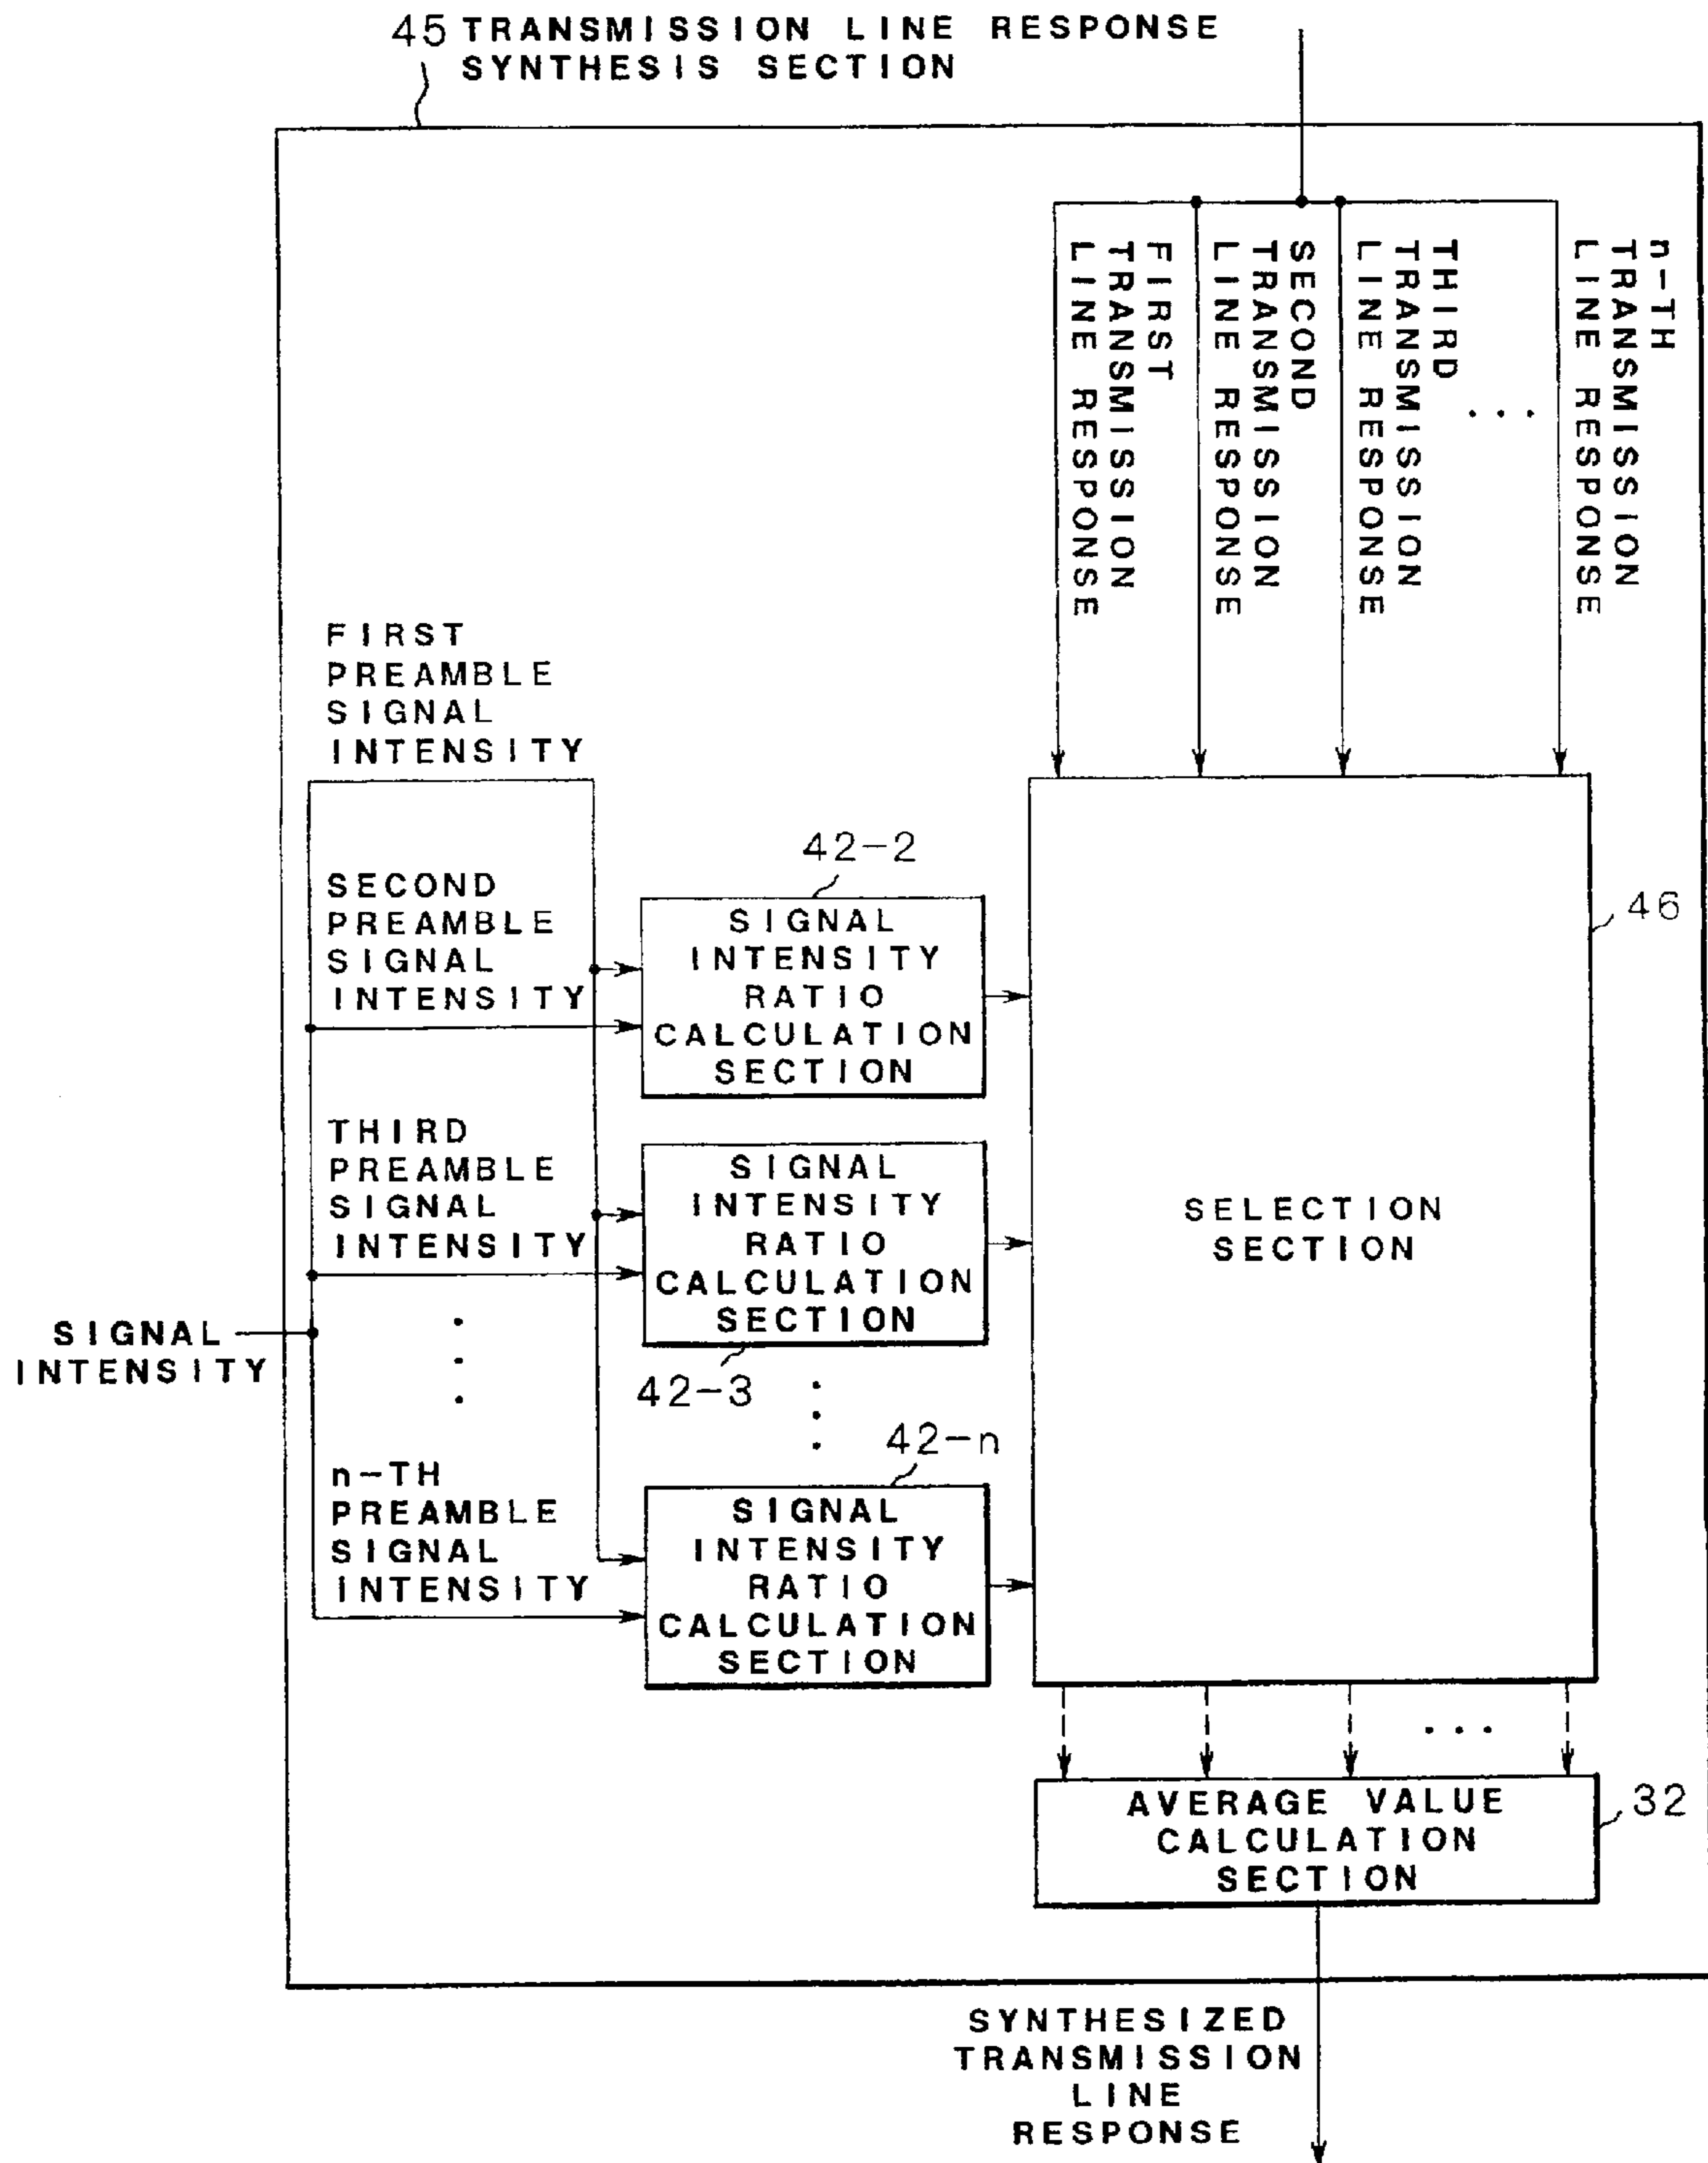 45 TRANSMISSION LINE RESPONSE
SYNTHESIS SECTION
FIRST
TRANSMISSION
LINE RESPONSE
SECOND
TRANSMISSION
LINE RESPONSE
THIRD
TRANSMISSION
LINE RESPONSE
...
n-TH
TRANSMISSION
LINE RESPONSE
FIRST
PREAMBLE
SIGNAL
INTENSITY
SECOND
PREAMBLE
SIGNAL
INTENSITY
THIRD
PREAMBLE
SIGNAL
INTENSITY
SIGNAL
INTENSITY
n-TH
PREAMBLE
SIGNAL
INTENSITY
42-2
SIGNAL
INTENSITY
RATIO
CALCULATION
SECTION
SIGNAL
INTENSITY
RATIO
CALCULATION
SECTION
42-3
42-n
SIGNAL
INTENSITY
RATIO
CALCULATION
SECTION
46
SELECTION
SECTION
...
AVERAGE VALUE
CALCULATION
SECTION
32
SYNTHESIZED
TRANSMISSION
LINE
RESPONSE